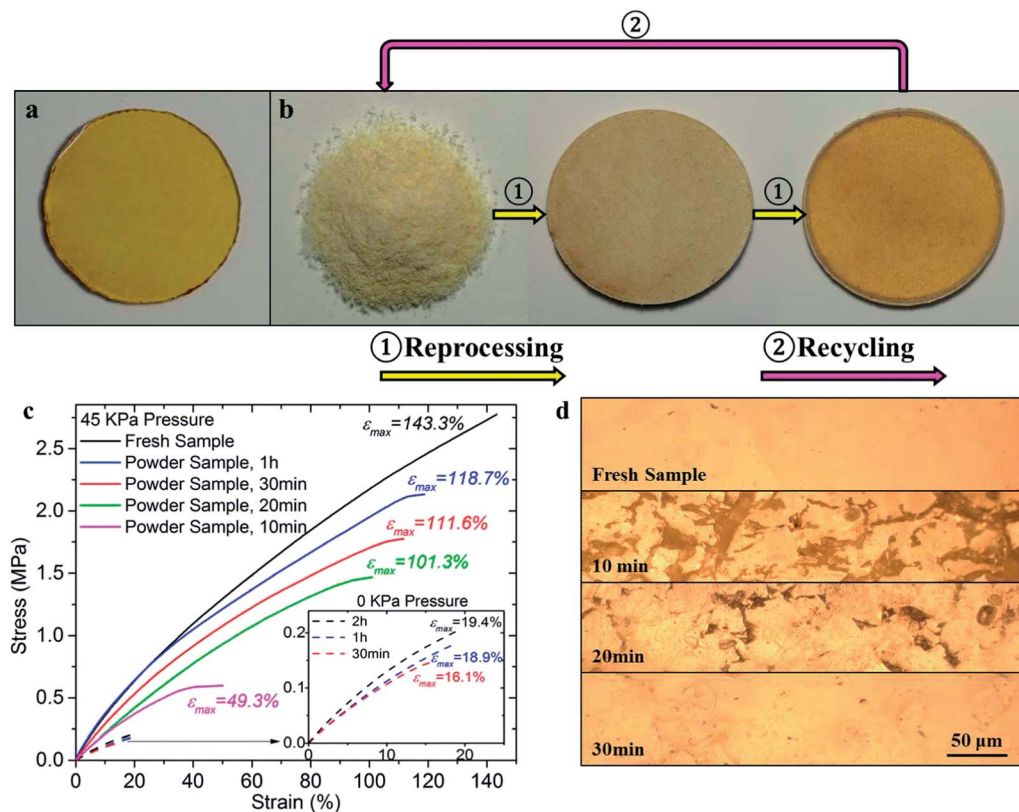 ②
a
b
①
①
① Reprocessing
② Recycling
c
45 KPa Pressure
Fresh Sample
Powder Sample, 1h
Powder Sample, 30min
Powder Sample, 20min
Powder Sample, 10min
εmax=143.3%
εmax=118.7%
εmax=111.6%
εmax=101.3%
εmax=49.3%
0 KPa Pressure
2h
1h
30min
εmax=19.4%
εmax=18.9%
εmax=16.1%
0.2
0.1
0.0
0 10 20
2.5
2.0
1.5
1.0
0.5
0.0
Stress (MPa)
0 20 40 60 80 100 120 140
Strain (%)
d
Fresh Sample
10 min
20min
30min
50 μm